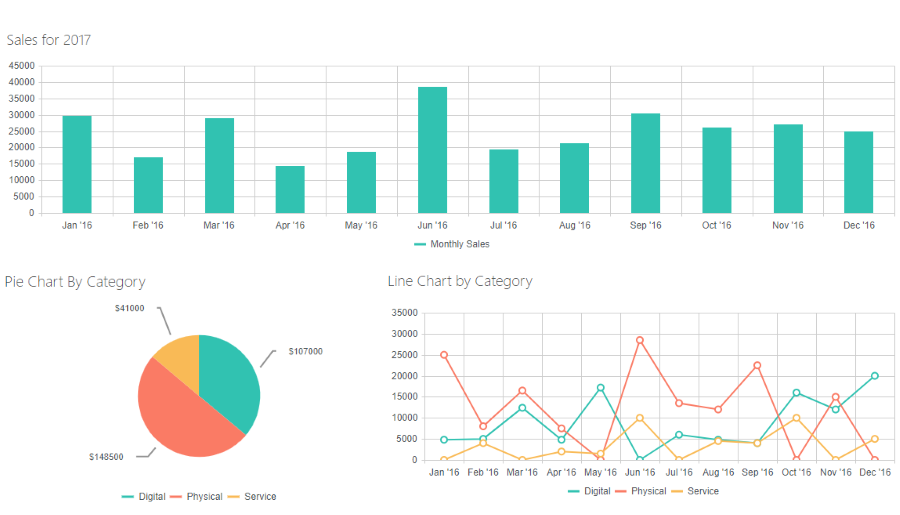 Sales for 2017
45000
40000
35000
30000
25000
20000
15000
10000
5000
0
Jan '16 Feb '16 Mar '16 Apr '16 May '16 Jun '16 Jul '16 Aug '16 Sep '16 Oct '16 Nov '16 Dec '16
Monthly Sales
Pie Chart By Category
$41000
$107000
$148500
Digital Physical Service
Line Chart by Category
35000
30000
25000
20000
15000
10000
5000
0
Jan '16 Feb '16 Mar '16 Apr '16 May '16 Jun '16 Jul '16 Aug '16 Sep '16 Oct '16 Nov '16 Dec '16
Digital Physical Service